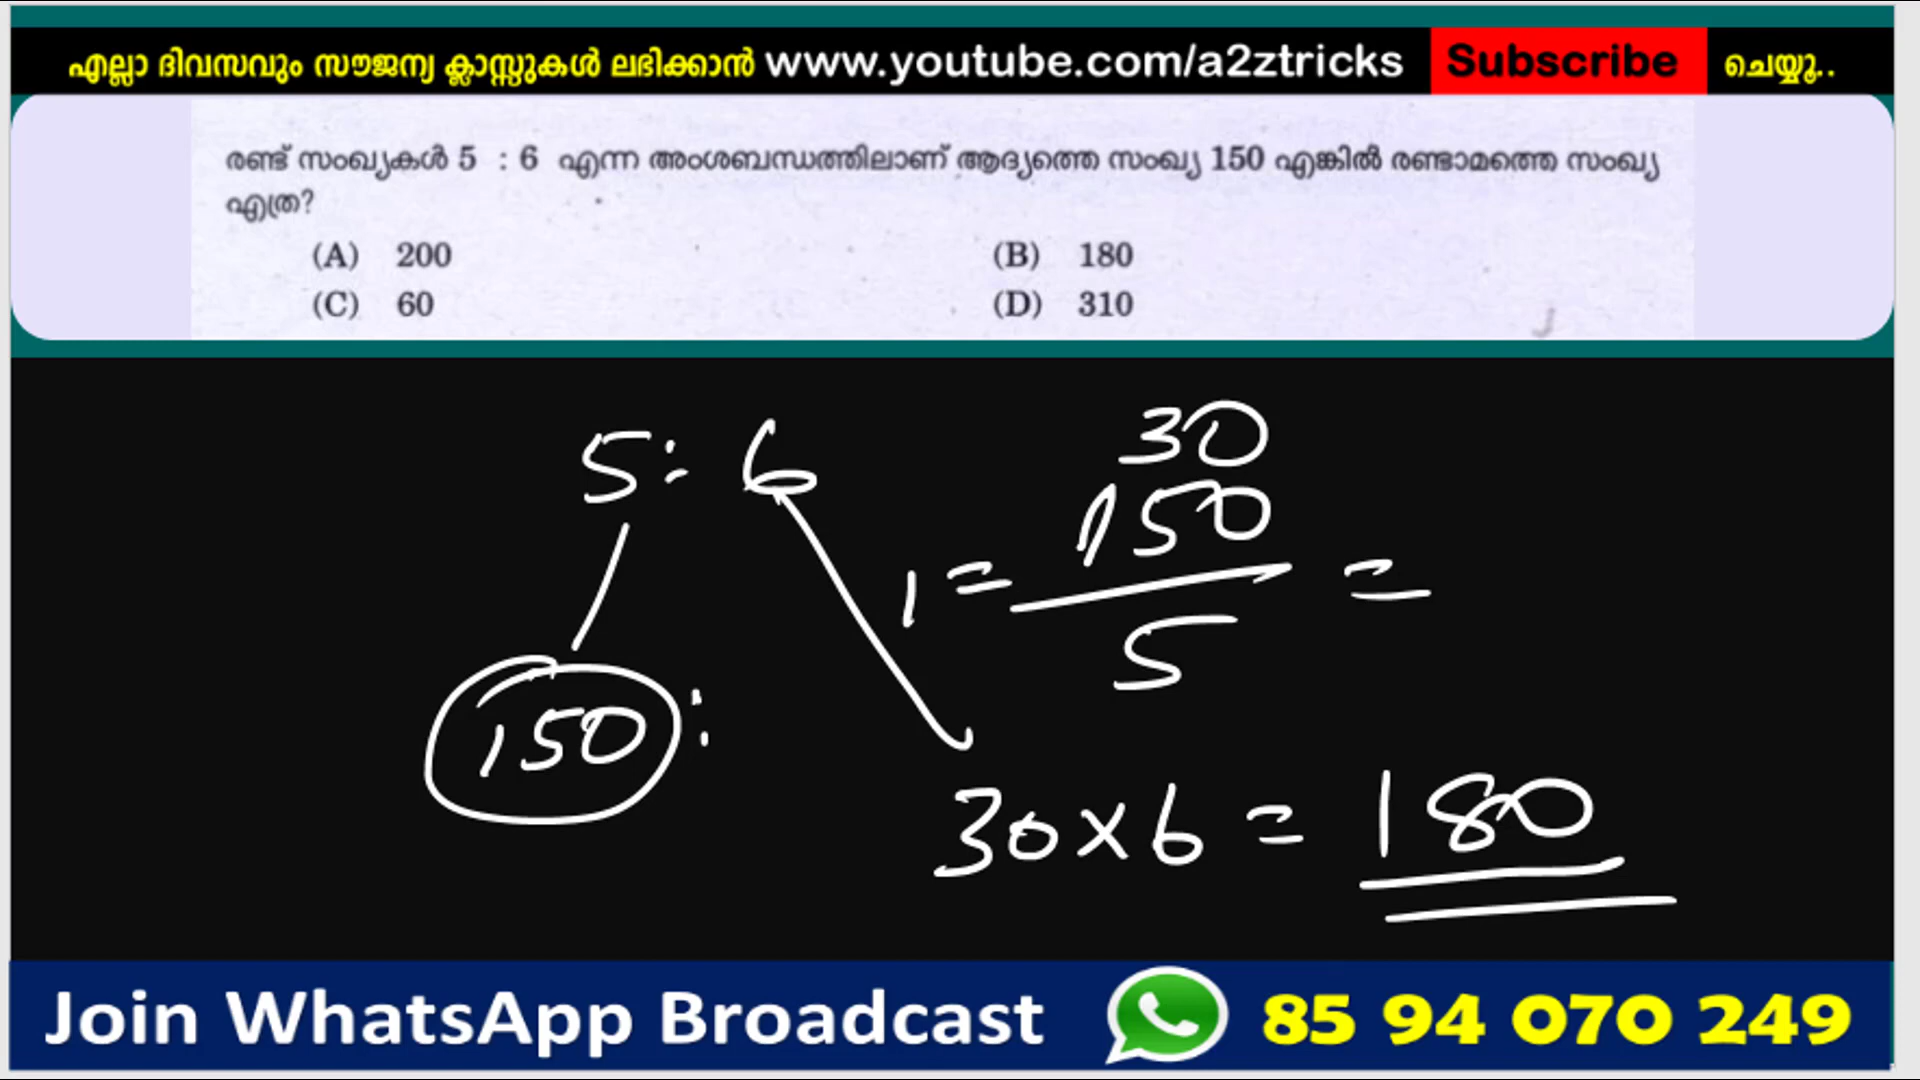 എല്ലാ ദിവസവും സൗജന്യ ക്ലാസ്സുകൾ ലഭിക്കാൻ www.youtube.com/a2ztricks Subscribe ചെയ്യൂ..
രണ്ട് സംഖ്യകൾ 5 : 6 എന്ന അംശബന്ധത്തിലാണ് ആദ്യത്തെ സംഖ്യ 150 എങ്കിൽ രണ്ടാമത്തെ സംഖ്യ
എത്ര?
(A) 200 (B) 180
(C) 60 (D) 310
5 : 6
30
150
1 = =
5
150 :
30 × 6 = 180
Join WhatsApp Broadcast 85 94 070 249